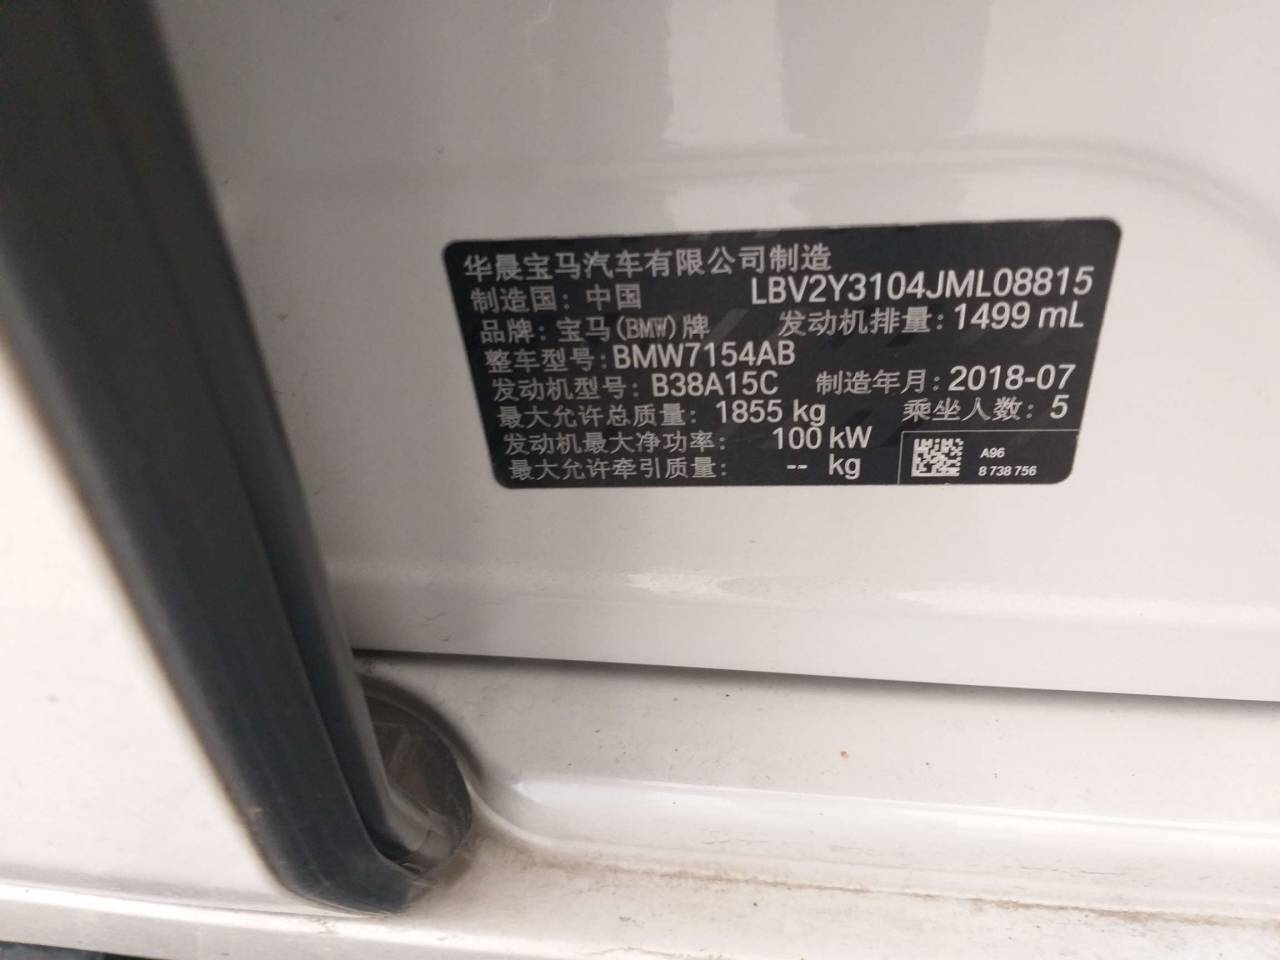 华晨宝马汽车有限公司制造
制造国：中国 LBV2Y3104JML08815
品牌：宝马(BMW)牌 发动机排量：1499 mL
整车型号：BMW7154AB
发动机型号：B38A15C 制造年月：2018-07
最大允许总质量：1855 kg 乘坐人数：5
发动机最大净功率：100 kW
最大允许牵引质量：-- kg
A96
8 738 756